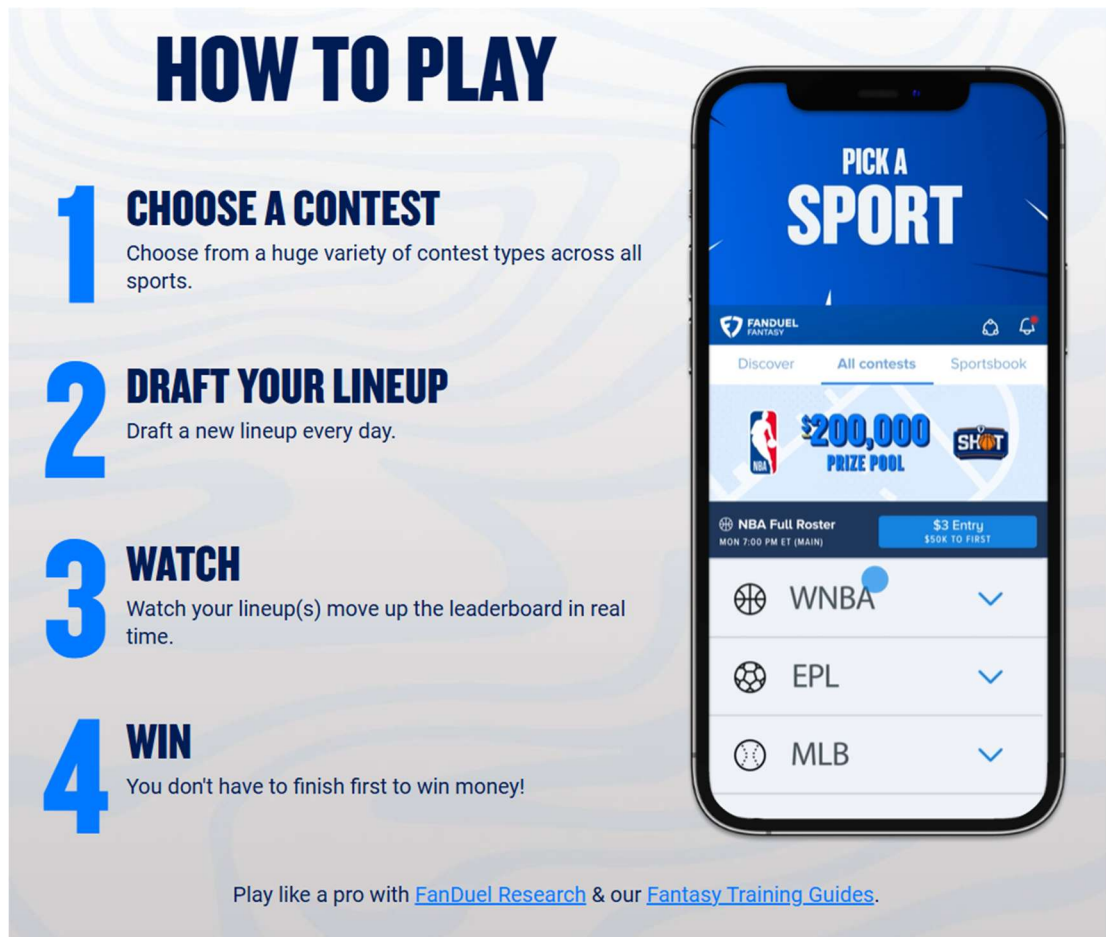 HOW TO PLAY
1
CHOOSE A CONTEST
Choose from a huge variety of contest types across all
sports.
2
DRAFT YOUR LINEUP
Draft a new lineup every day.
3
WATCH
Watch your lineup(s) move up the leaderboard in real
time.
4
WIN
You don't have to finish first to win money!
PICK A
SPORT
FANDUEL
FANTASY
Discover All contests Sportsbook
NBA
$200,000
PRIZE POOL
SHOT
NBA Full Roster
MON 7:00 PM ET (MAIN)
$3 Entry
$50K TO FIRST
WNBA
EPL
MLB
Play like a pro with FanDuel Research & our Fantasy Training Guides.